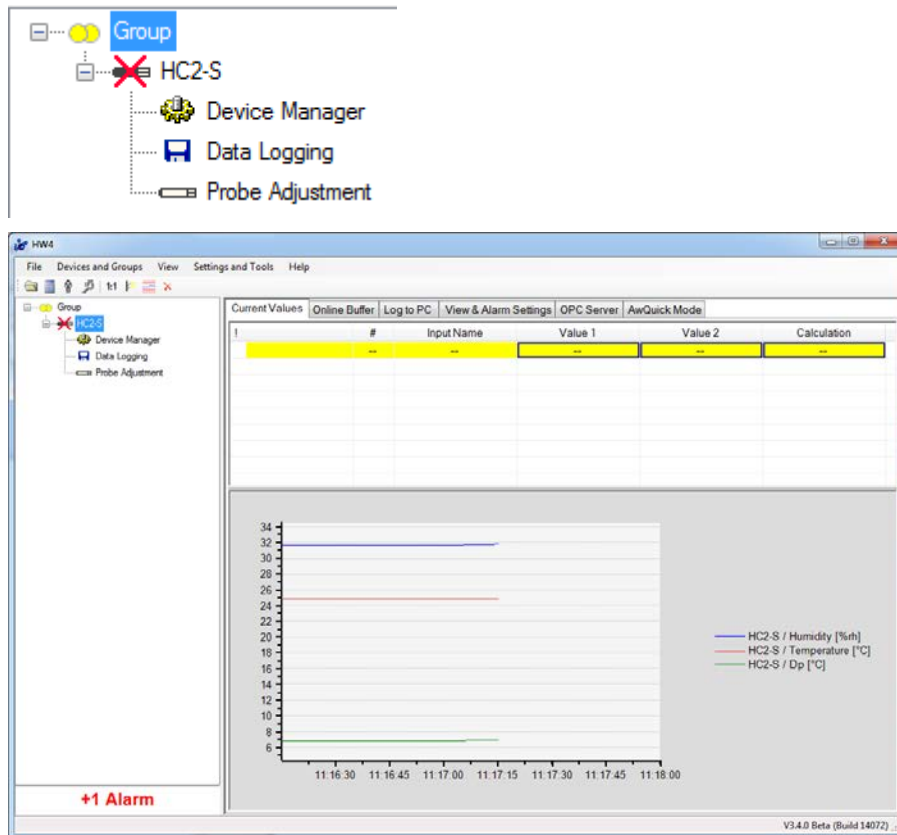 Group
HC2-S
Device Manager
Data Logging
Probe Adjustment
HW4
File Devices and Groups View Settings and Tools Help
1:1
Group
HC2-S
Device Manager
Data Logging
Probe Adjustment
Current Values Online Buffer Log to PC View & Alarm Settings OPC Server AwQuick Mode
! # Input Name Value 1 Value 2 Calculation
-- -- -- -- --
34
32
30
28
26
24
22
20
18
16
14
12
10
8
6
11:16:30 11:16:45 11:17:00 11:17:15 11:17:30 11:17:45 11:18:00
HC2-S / Humidity [%rh]
HC2-S / Temperature [°C]
HC2-S / Dp [°C]
+1 Alarm
V3.4.0 Beta (Build 14072)